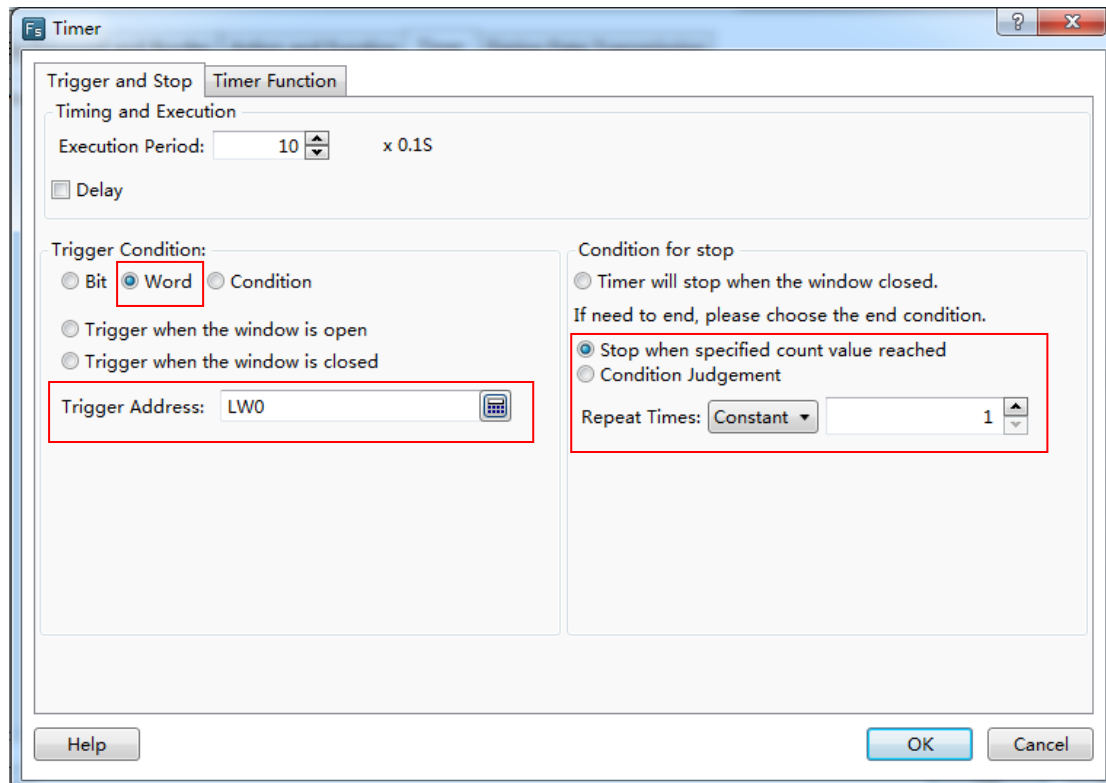 Fs Timer
?
Trigger and Stop Timer Function
Timing and Execution
Execution Period: 10 x 0.1S
Delay
Trigger Condition:
Bit Word Condition
Trigger when the window is open
Trigger when the window is closed
Trigger Address: LW0
Condition for stop
Timer will stop when the window closed.
If need to end, please choose the end condition.
Stop when specified count value reached
Condition Judgement
Repeat Times: Constant 1
Help OK Cancel